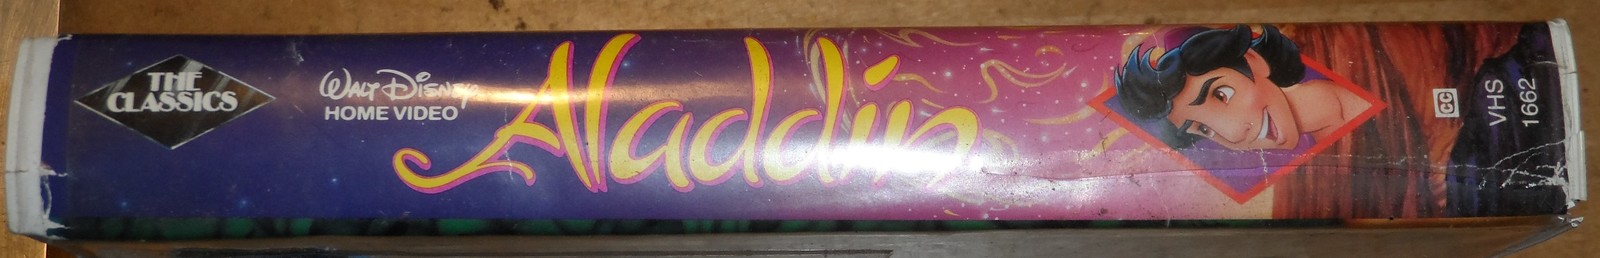 THE
CLASSICS
WALT DISNEY
HOME VIDEO
Aladdin
CC
VHS
1662